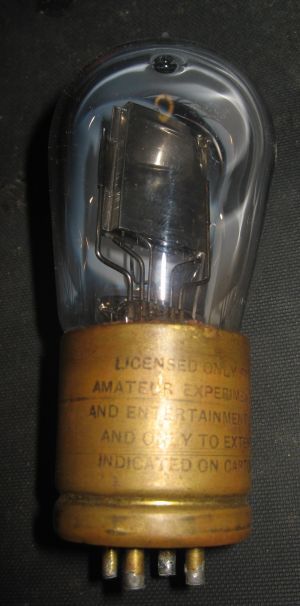 LICENSED ONLY
AMATEUR EXPERIME
AND ENTERTAINMENT
AND ONLY TO EXTE
INDICATED ON CART